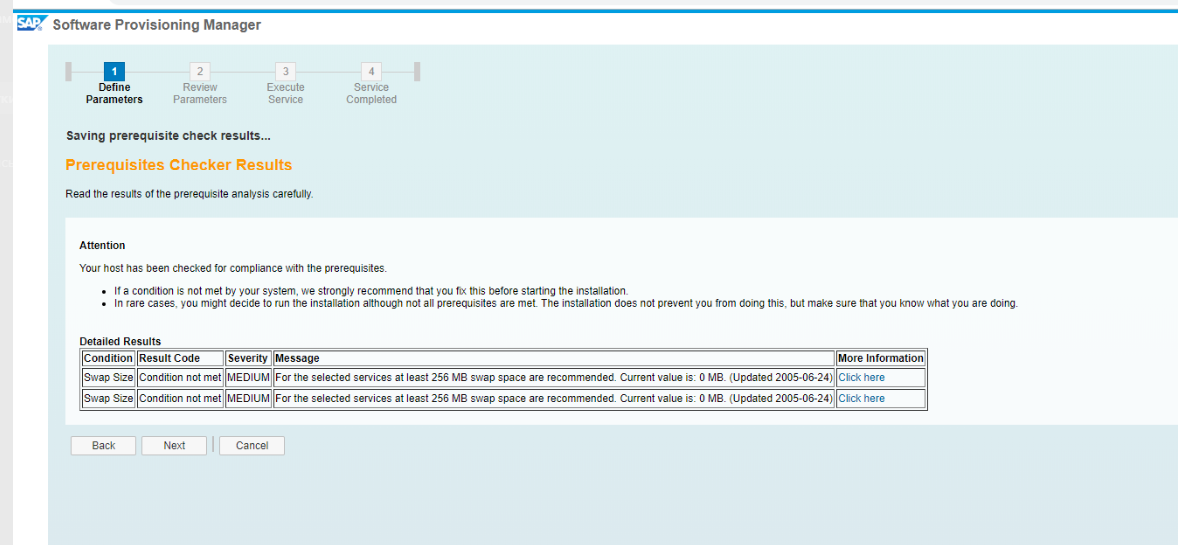 SAP Software Provisioning Manager
1 2 3 4
Define Review Execute Service
Parameters Parameters Service Completed
Saving prerequisite check results...
Prerequisites Checker Results
Read the results of the prerequisite analysis carefully.
Attention
Your host has been checked for compliance with the prerequisites.
• If a condition is not met by your system, we strongly recommend that you fix this before starting the installation.
• In rare cases, you might decide to run the installation although not all prerequisites are met. The installation does not prevent you from doing this, but make sure that you know what you are doing.
Detailed Results
Condition Result Code Severity Message More Information
Swap Size Condition not met MEDIUM For the selected services at least 256 MB swap space are recommended. Current value is: 0 MB. (Updated 2005-06-24) Click here
Swap Size Condition not met MEDIUM For the selected services at least 256 MB swap space are recommended. Current value is: 0 MB. (Updated 2005-06-24) Click here
Back Next Cancel